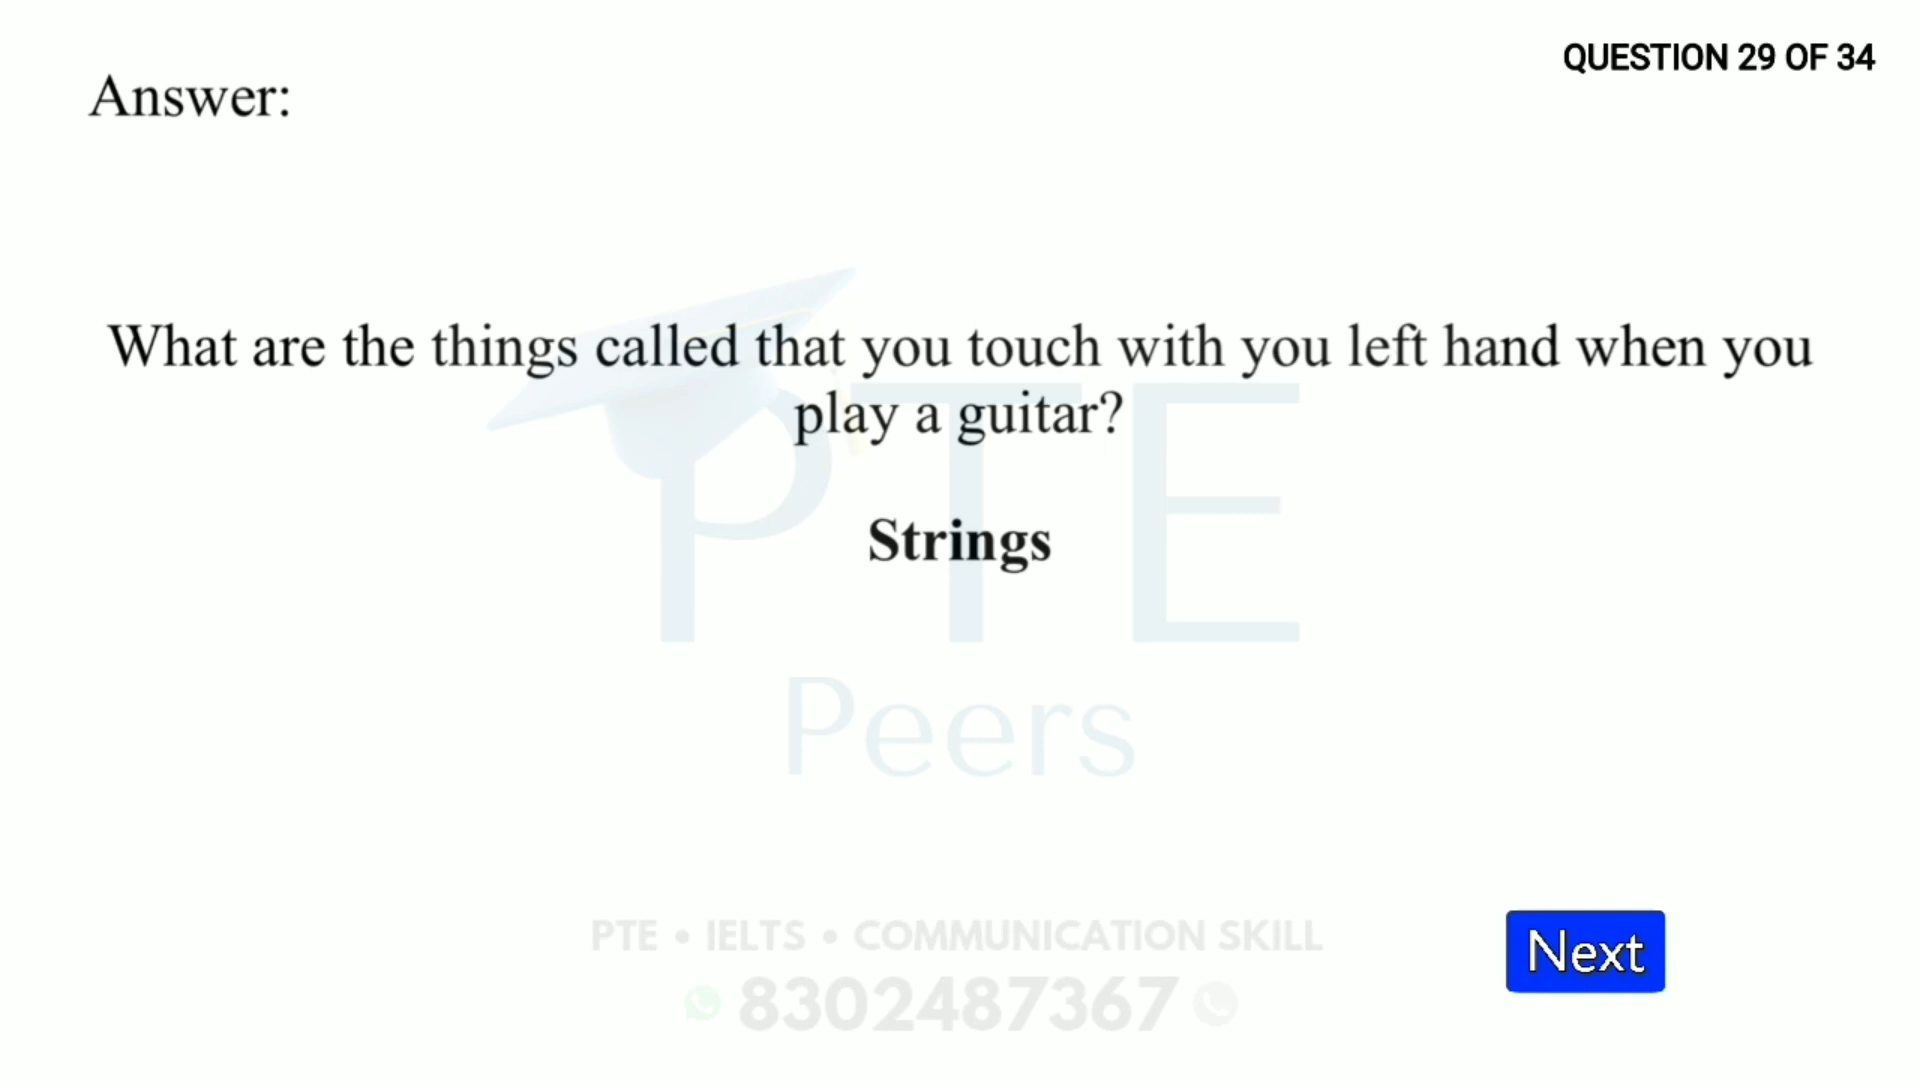 QUESTION 29 OF 34
Answer:
What are the things called that you touch with you left hand when you
play a guitar?
Strings
PTE
Peers
PTE • IELTS • COMMUNICATION SKILL
8302487367
Next